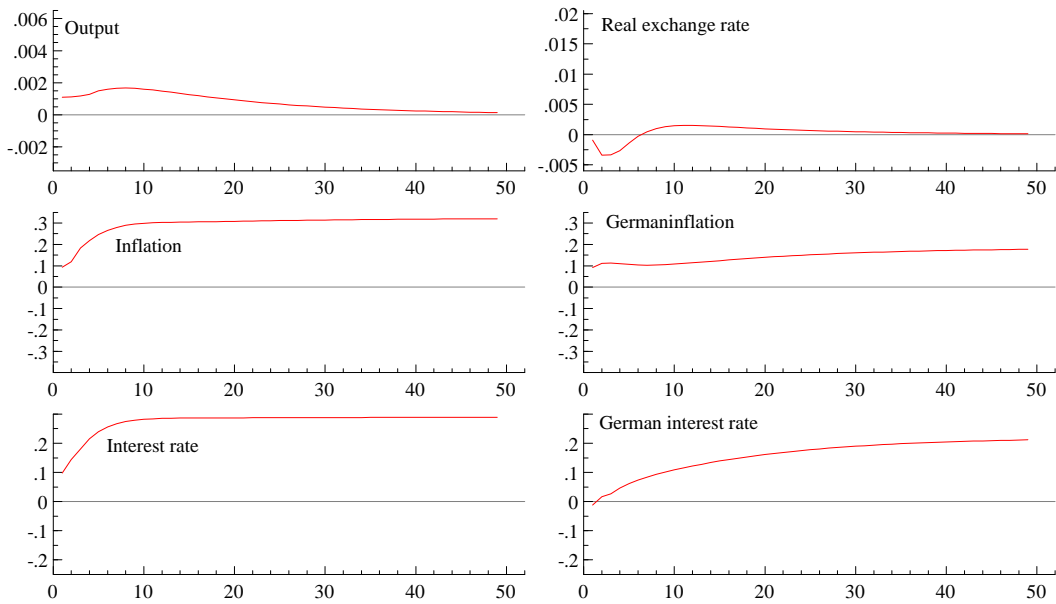 Output
.006
.004
.002
0
-.002
0 10 20 30 40 50
Real exchange rate
.02
.015
.01
.005
0
-.005
0 10 20 30 40 50
Inflation
.3
.2
.1
0
-.1
-.2
-.3
0 10 20 30 40 50
Germaninflation
.3
.2
.1
0
-.1
-.2
-.3
0 10 20 30 40 50
Interest rate
.2
.1
0
-.1
-.2
0 10 20 30 40 50
German interest rate
.2
.1
0
-.1
-.2
0 10 20 30 40 50